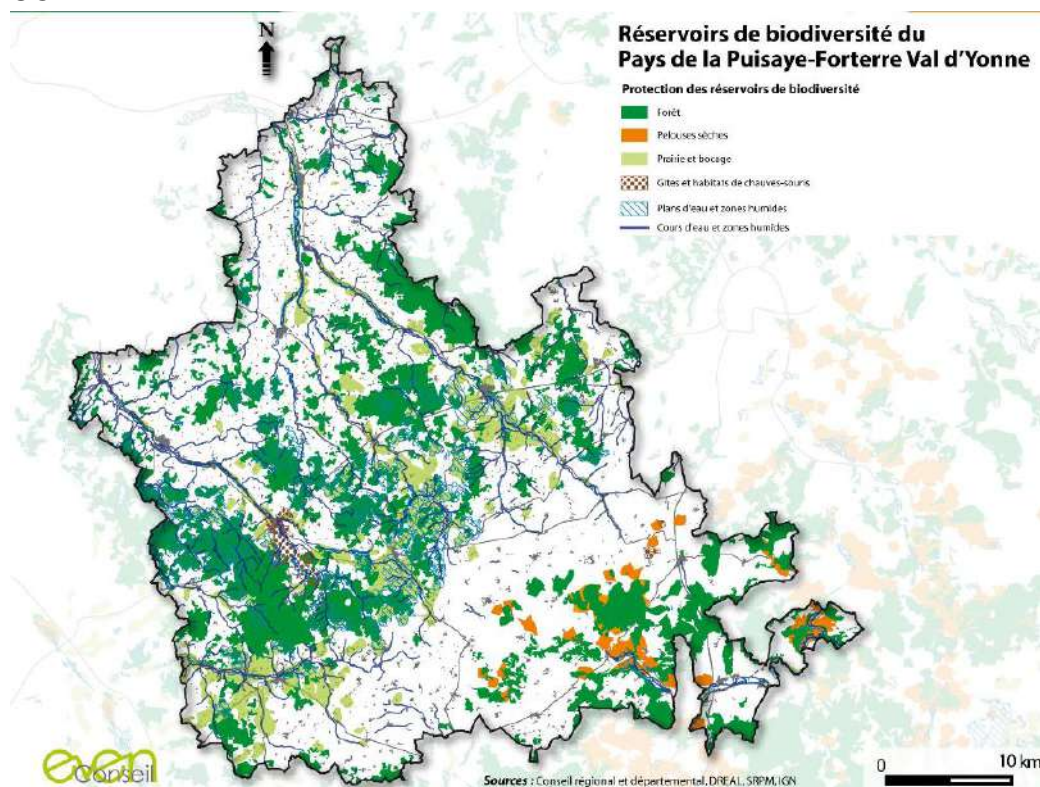 N
Réservoirs de biodiversité du
Pays de la Puisaye-Forterre Val d'Yonne
Protection des réservoirs de biodiversité
Forêt
Pelouses sèches
Prairie et bocage
Gites et habitats de chauves-souris
Plans d'eau et zones humides
Cours d'eau et zones humides
even
Conseil
Sources : Conseil régional et départemental, DREAL, SRPM, IGN
0 10 km